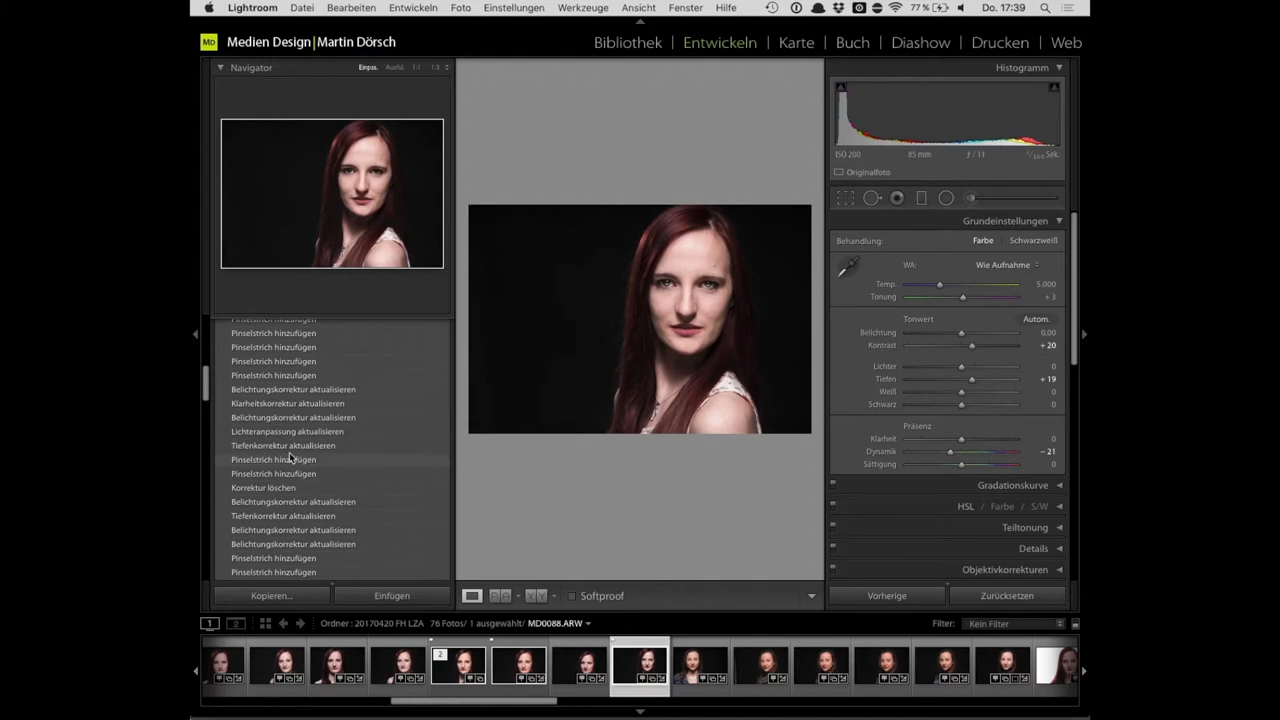 Lightroom Datei Bearbeiten Entwickeln Foto Einstellungen Werkzeuge Ansicht Fenster Hilfe 77 % Do. 17:39
MD Medien Design|Martin Dörsch Bibliothek Entwickeln Karte Buch Diashow Drucken Web
Navigator Einpas. Ausfül. 1:1 1:3
Histogramm
ISO 200 85 mm ƒ / 11 Sek.
Originalfoto
Grundeinstellungen
Behandlung: Farbe Schwarzweiß
WA: Wie Aufnahme
Temp. 5.000
Tonung + 3
Tonwert Autom.
Belichtung 0,00
Kontrast + 20
Lichter 0
Tiefen + 19
Weiß 0
Schwarz 0
Präsenz
Klarheit 0
Dynamik – 21
Sättigung 0
Gradationskurve
HSL / Farbe / S/W
Teiltonung
Details
Objektivkorrekturen
Pinselstrich hinzufügen
Pinselstrich hinzufügen
Pinselstrich hinzufügen
Pinselstrich hinzufügen
Pinselstrich hinzufügen
Belichtungskorrektur aktualisieren
Klarheitskorrektur aktualisieren
Belichtungskorrektur aktualisieren
Lichteranpassung aktualisieren
Tiefenkorrektur aktualisieren
Pinselstrich hinzufügen
Pinselstrich hinzufügen
Korrektur löschen
Belichtungskorrektur aktualisieren
Tiefenkorrektur aktualisieren
Belichtungskorrektur aktualisieren
Belichtungskorrektur aktualisieren
Pinselstrich hinzufügen
Pinselstrich hinzufügen
Kopieren... Einfügen Softproof Vorherige Zurücksetzen
1 2 Ordner : 20170420 FH LZA 76 Fotos/ 1 ausgewählt/ MD0088.ARW Filter: Kein Filter
2